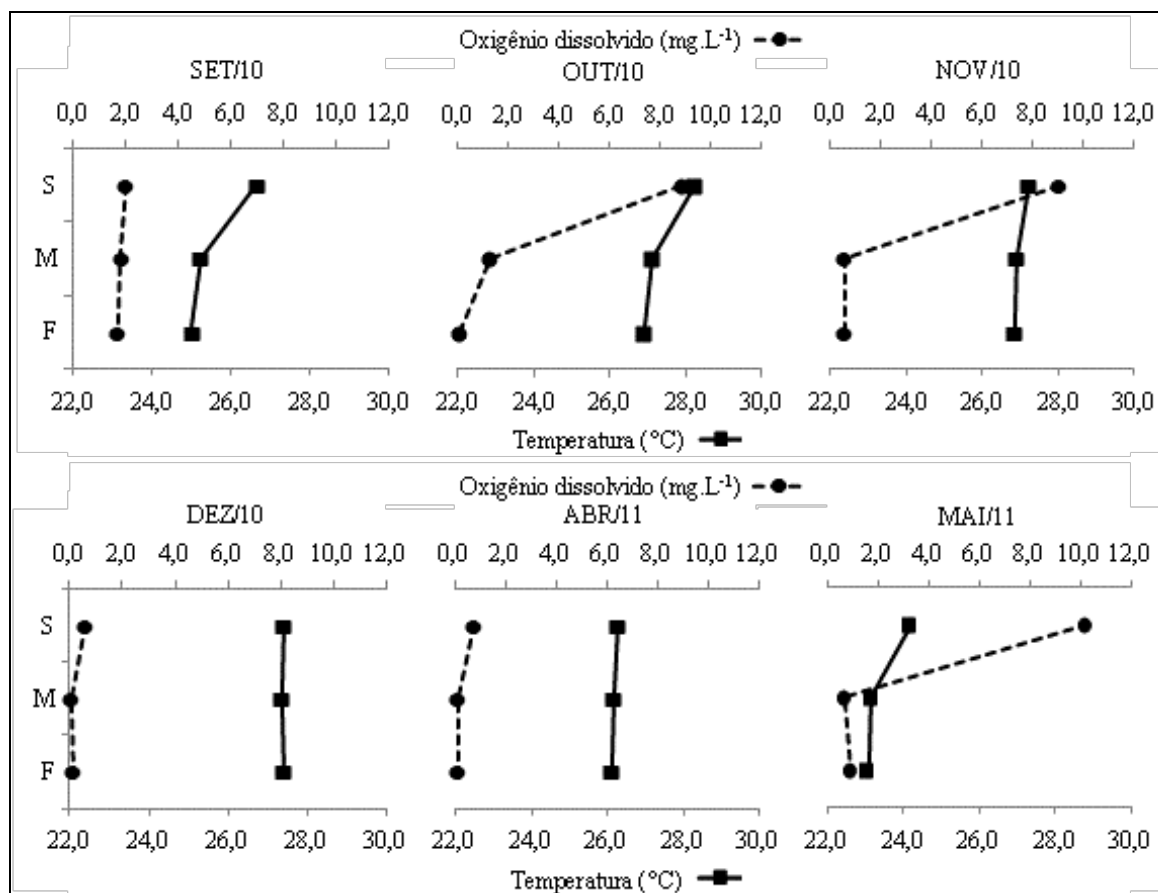 Oxigênio dissolvido (mg.L⁻¹)
SET/10 OUT/10 NOV/10
0,0 2,0 4,0 6,0 8,0 10,0 12,0 0,0 2,0 4,0 6,0 8,0 10,0 12,0 0,0 2,0 4,0 6,0 8,0 10,0 12,0
S
M
F
22,0 24,0 26,0 28,0 30,0 22,0 24,0 26,0 28,0 30,0 22,0 24,0 26,0 28,0 30,0
Temperatura (°C)
Oxigênio dissolvido (mg.L⁻¹)
DEZ/10 ABR/11 MAI/11
0,0 2,0 4,0 6,0 8,0 10,0 12,0 0,0 2,0 4,0 6,0 8,0 10,0 12,0 0,0 2,0 4,0 6,0 8,0 10,0 12,0
S
M
F
22,0 24,0 26,0 28,0 30,0 22,0 24,0 26,0 28,0 30,0 22,0 24,0 26,0 28,0 30,0
Temperatura (°C)